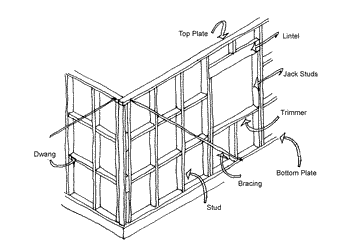 Top Plate
Lintel
Jack Studs
Trimmer
Dwang
Bottom Plate
Bracing
Stud